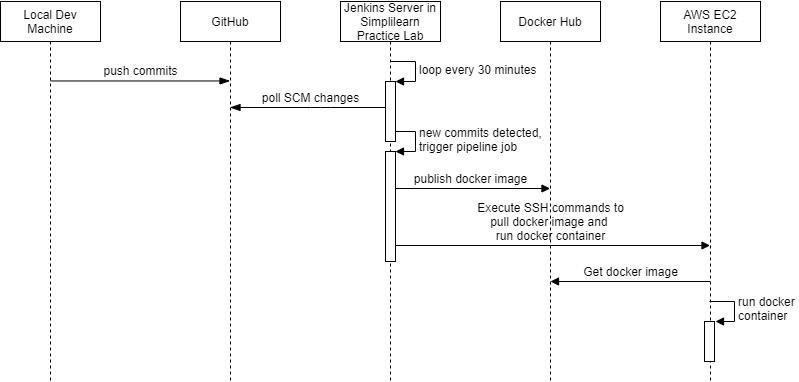 Local Dev
Machine
GitHub
Jenkins Server in
Simplilearn
Practice Lab
Docker Hub
AWS EC2
Instance
loop every 30 minutes
push commits
poll SCM changes
new commits detected,
trigger pipeline job
publish docker image
Execute SSH commands to
pull docker image and
run docker container
Get docker image
run docker
container